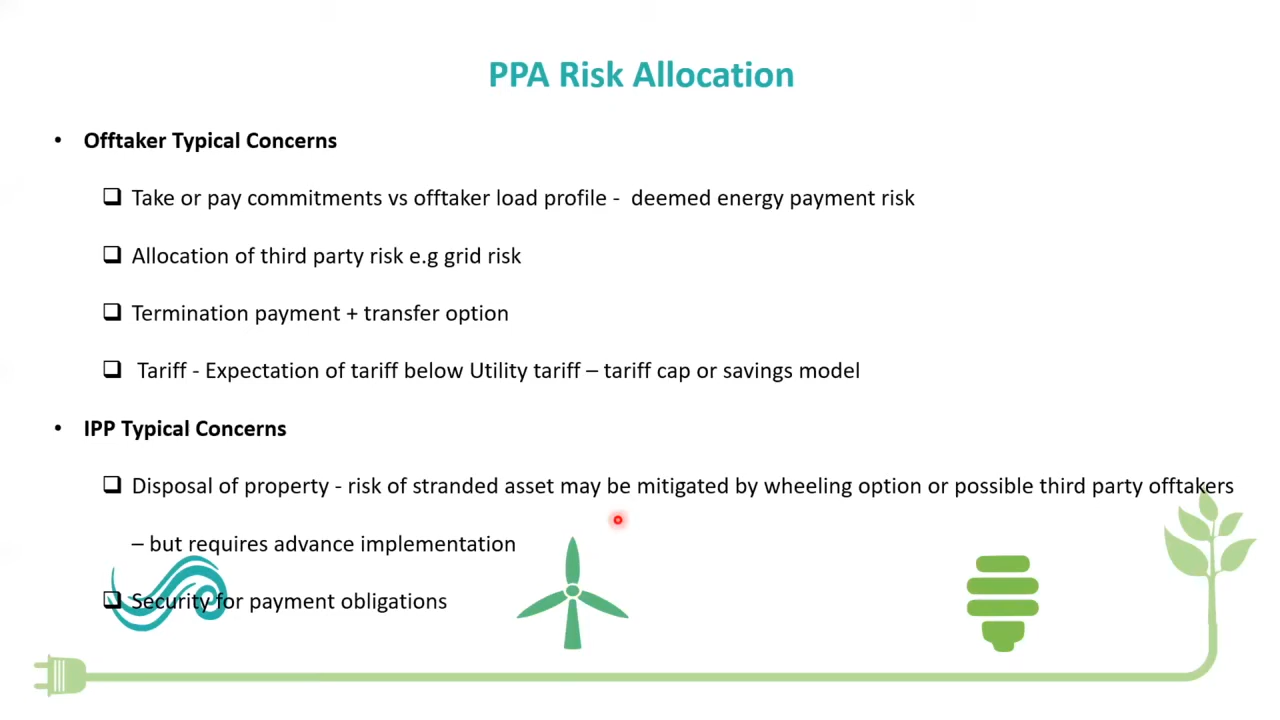 PPA Risk Allocation
• Offtaker Typical Concerns
❑ Take or pay commitments vs offtaker load profile - deemed energy payment risk
❑ Allocation of third party risk e.g grid risk
❑ Termination payment + transfer option
❑ Tariff - Expectation of tariff below Utility tariff – tariff cap or savings model
• IPP Typical Concerns
❑ Disposal of property - risk of stranded asset may be mitigated by wheeling option or possible third party offtakers
– but requires advance implementation
❑ Security for payment obligations